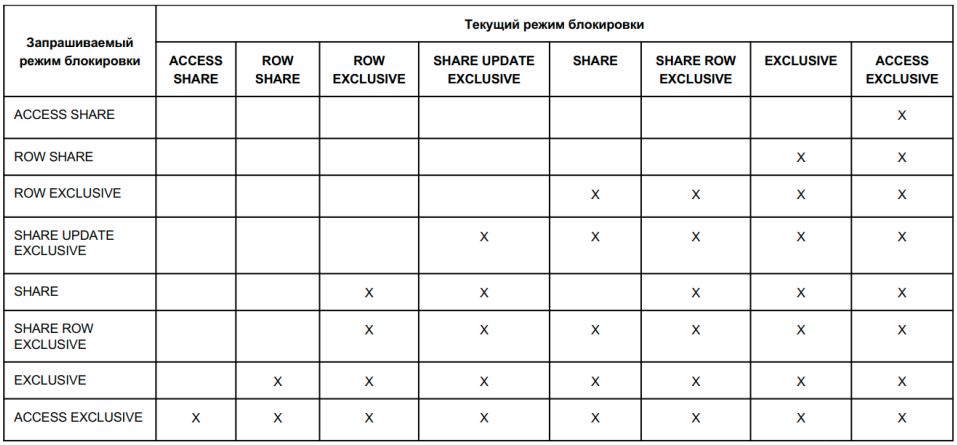 Запрашиваемый режим блокировки
Текущий режим блокировки
ACCESS SHARE ROW SHARE ROW EXCLUSIVE SHARE UPDATE EXCLUSIVE SHARE SHARE ROW EXCLUSIVE EXCLUSIVE ACCESS EXCLUSIVE
ACCESS SHARE X
ROW SHARE X X
ROW EXCLUSIVE X X X X
SHARE UPDATE EXCLUSIVE X X X X X
SHARE X X X X X
SHARE ROW EXCLUSIVE X X X X X X
EXCLUSIVE X X X X X X X
ACCESS EXCLUSIVE X X X X X X X X